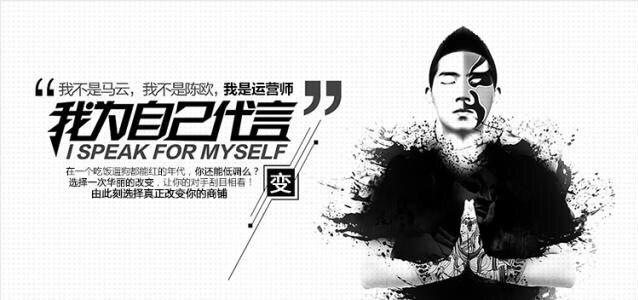 “我不是马云，我不是陈欧，我是运营师”
我为自己代言
I SPEAK FOR MYSELF
在一个吃饭遛狗都能红的年代，你还能低调么？
选择一次华丽的改变，让你的对手刮目相看！
由此刻选择真正改变你的商铺
变